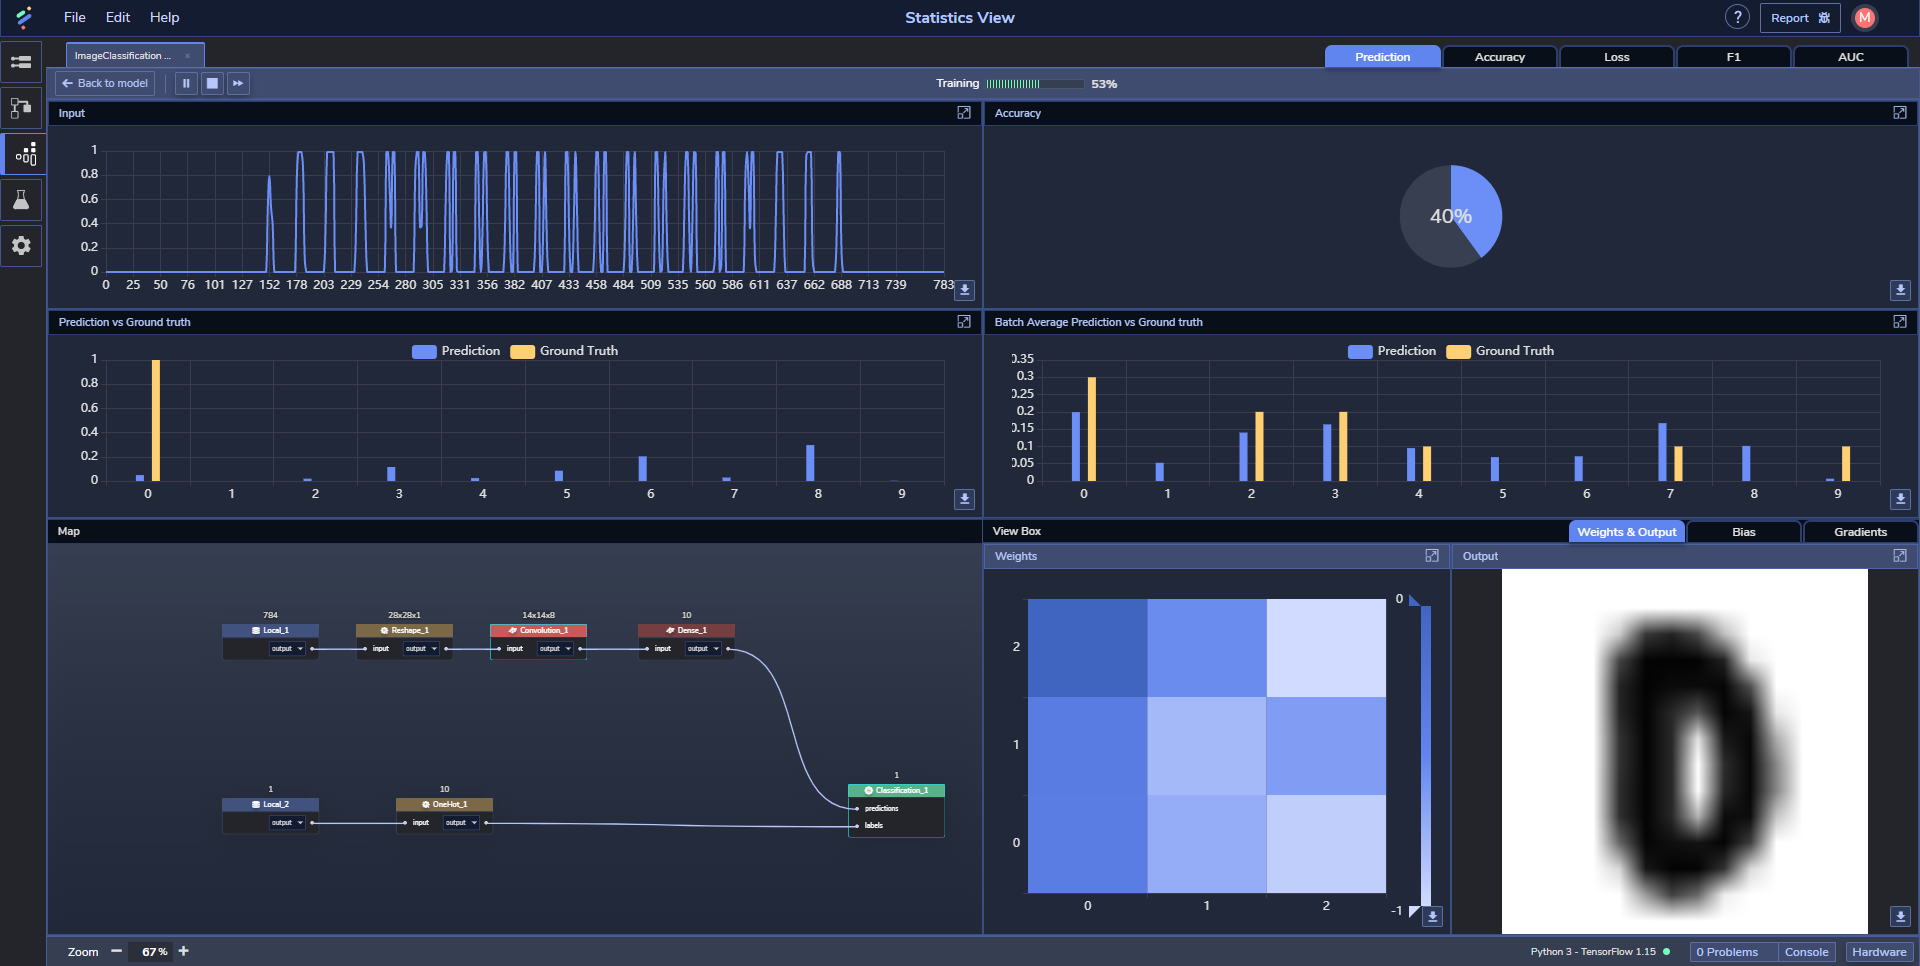 File Edit Help
Statistics View
? Report M
ImageClassification ... ×
Prediction Accuracy Loss F1 AUC
Back to model
Training 53%
Input
1
0.8
0.6
0.4
0.2
0
0 25 50 76 101 127 152 178 203 229 254 280 305 331 356 382 407 433 458 484 509 535 560 586 611 637 662 688 713 739 783
Accuracy
40%
Prediction vs Ground truth
Prediction Ground Truth
1
0.8
0.6
0.4
0.2
0
0 1 2 3 4 5 6 7 8 9
Batch Average Prediction vs Ground truth
Prediction Ground Truth
0.35
0.3
0.25
0.2
0.15
0.1
0.05
0
0 1 2 3 4 5 6 7 8 9
Map
784 28x28x1 14x14x8 10
Local_1 Reshape_1 Convolution_1 Dense_1
output input output input output input output
1 10 1
Local_2 OneHot_1 Classification_1
output input output predictions
labels
View Box
Weights & Output Bias Gradients
Weights
0
2
1
0
-1
0 1 2
Output
Zoom − 67% +
Python 3 - TensorFlow 1.15
0 Problems Console Hardware